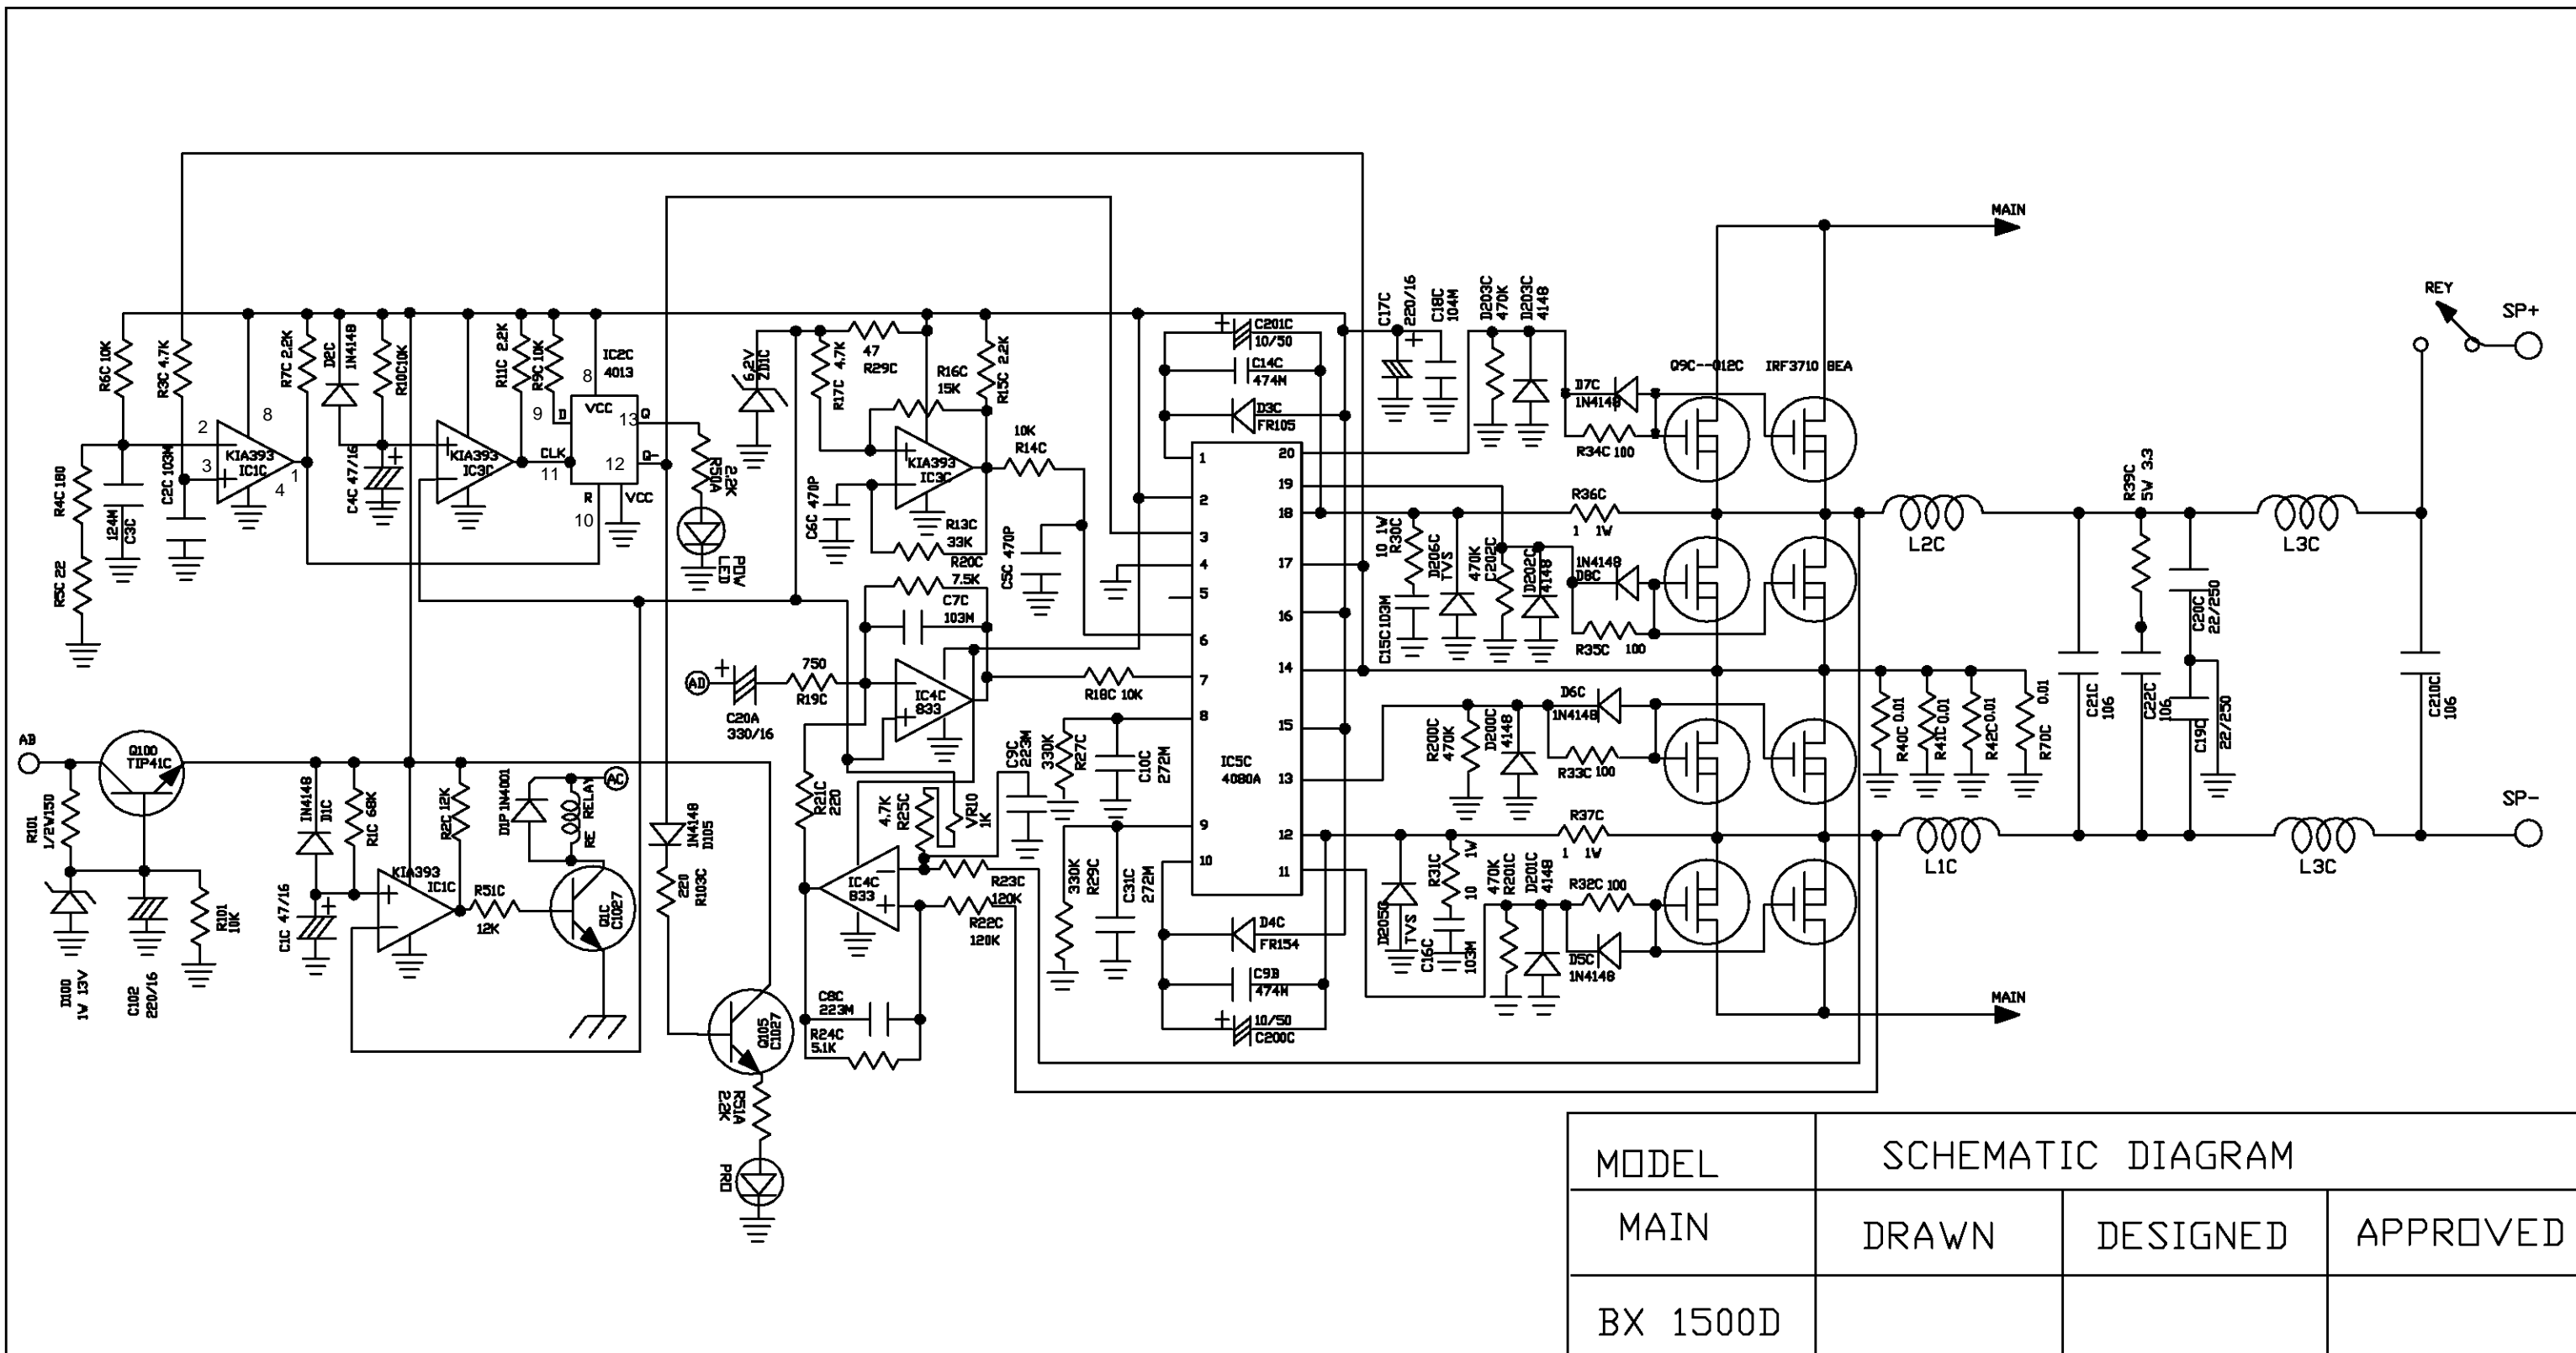 MAIN
REY
SP+
C17C
220/16
C18C
104M
D203C
470K
D203C
4148
R6C 10K
R3C 4.7K
R7C 2.2K
D2C
1N4148
R10C10K
R11C 2.2K
R9C 10K
IC2C
4013
8
6.2V
ZD1C
R17C 4.7K
47
R29C
R16C
15K
R15C 2.2K
C201C
10/50
C14C
474M
D3C
FR105
Q9C--Q12C
IRF3710 8EA
D7C
1N4148
R34C 100
2
8
3
KIA393
IC1C
4
1
C4C 47/16
KIA393
IC3C
9
D
VCC
13
Q
CLK
11
12
Q-
R
10
VCC
R50A
2.2K
POW
LED
KIA393
IC3C
10K
R14C
C6C 470P
R13C
33K
R20C
7.5K
C5C 470P
C7C
103M
R4C 180
124M
C3C
C2C 103M
R5C 22
1
2
3
4
5
6
7
8
9
10
20
19
18
17
16
14
15
13
12
11
IC5C
4080A
R36C
1 1W
10 1W
R30C
D206C
TVS
470K
C202C
D202C
4148
1N4148
D8C
R35C 100
C15C103M
L2C
R39C
5W 3.3
L3C
C20C
22/250
AD
750
R19C
C20A
330/16
IC4C
833
R18C 10K
D6C
1N4148
R200C
470K
D200C
4148
R33C 100
R40C 0.01
R41C 0.01
R42C0.01
R70C 0.01
C21C
106
C22C
106
C19C
22/250
C210C
106
AB
Q100
TIP41C
R101
1/2W150
1N4148
D1C
R1C 68K
R2C 12K
D1P 1N4001
RE RELAY
AC
1N4148
D105
R21C
220
4.7K
R25C
VR10
1K
C9C
223M
330K
R27C
C10C
272M
SP-
R37C
1 1W
L1C
L3C
D100
1W 13V
C102
220/16
R101
10K
C1C 47/16
KIA393
IC1C
R51C
12K
Q1C
C1027
220
R103C
IC4C
833
R23C
120K
R22C
120K
330K
R29C
C31C
272M
D4C
FR154
C9B
474M
10/50
C200C
D205C
TVS
R31C
10 1W
C16C
103M
470K
R201C
D201C
4148
R32C 100
D5C
1N4148
MAIN
C8C
223M
R24C
5.1K
Q105
C1027
R51A
2.2K
PRO
MODEL
SCHEMATIC DIAGRAM
MAIN
DRAWN
DESIGNED
APPROVED
BX 1500D